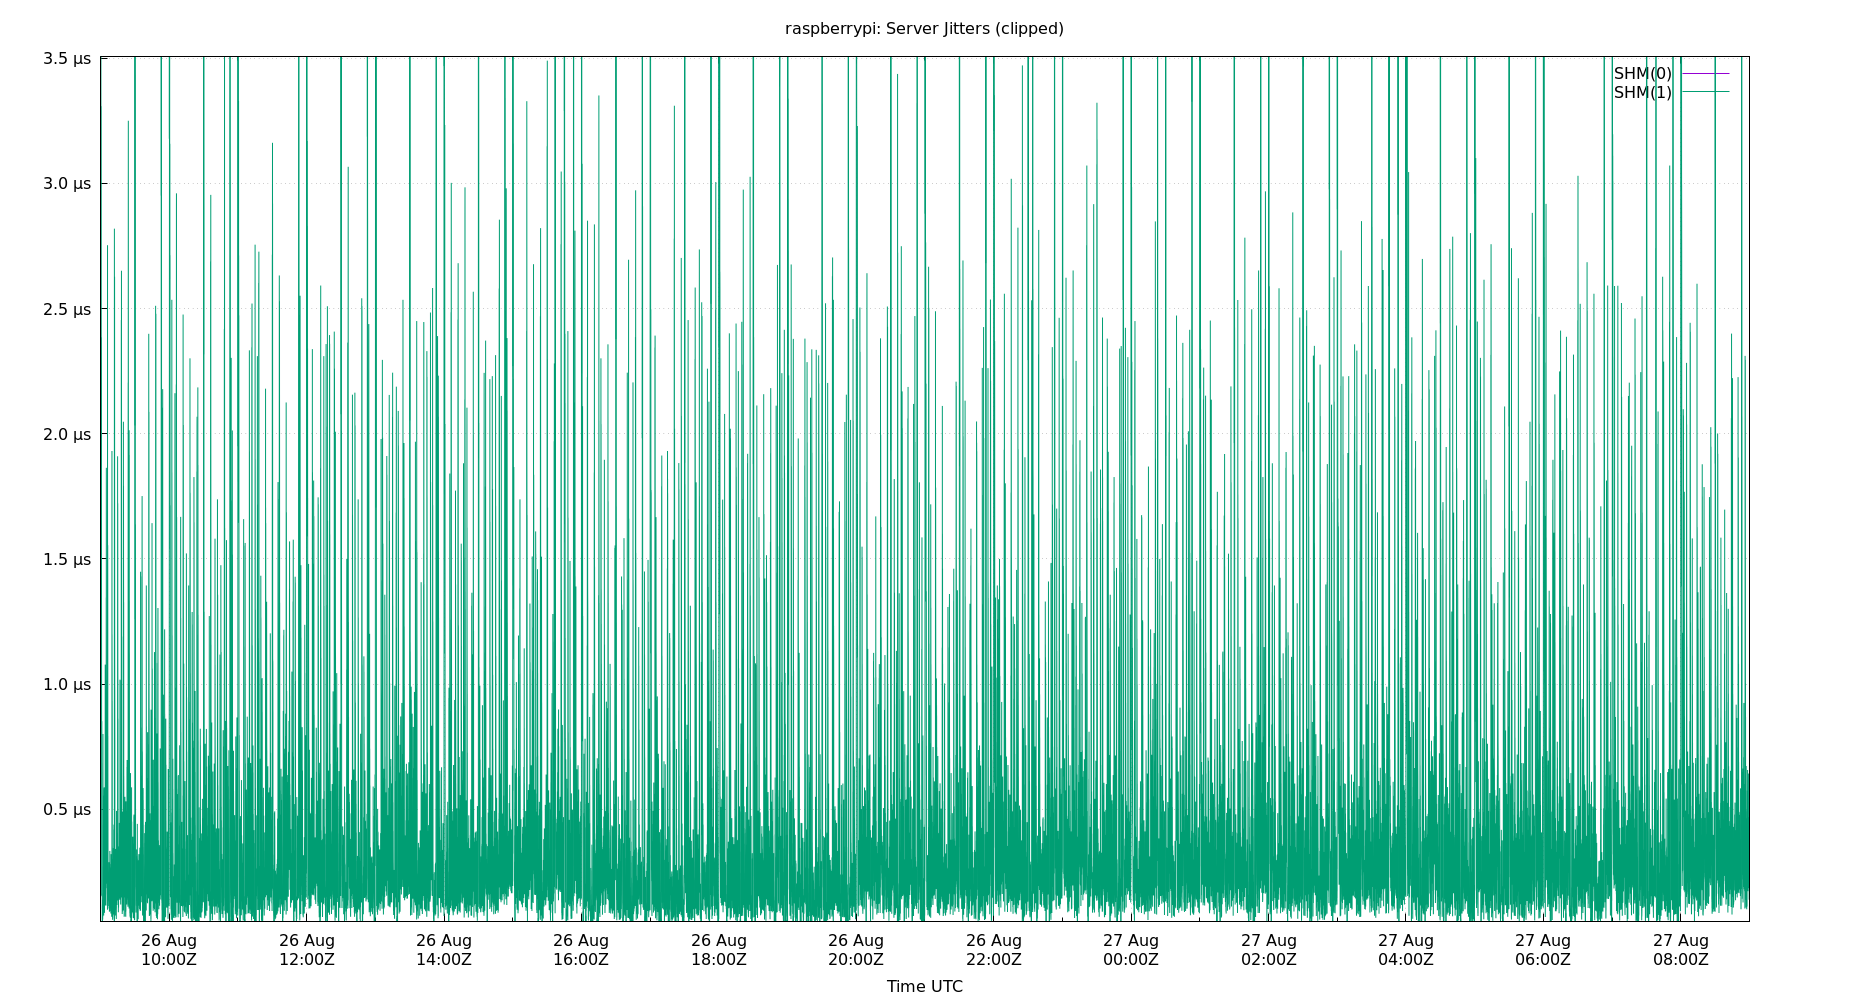 raspberrypi: Server Jitters (clipped)
3.5 µs
SHM(0)
SHM(1)
3.0 µs
2.5 µs
2.0 µs
1.5 µs
1.0 µs
0.5 µs
26 Aug 26 Aug 26 Aug 26 Aug 26 Aug 26 Aug 26 Aug 27 Aug 27 Aug 27 Aug 27 Aug 27 Aug
10:00Z 12:00Z 14:00Z 16:00Z 18:00Z 20:00Z 22:00Z 00:00Z 02:00Z 04:00Z 06:00Z 08:00Z
Time UTC